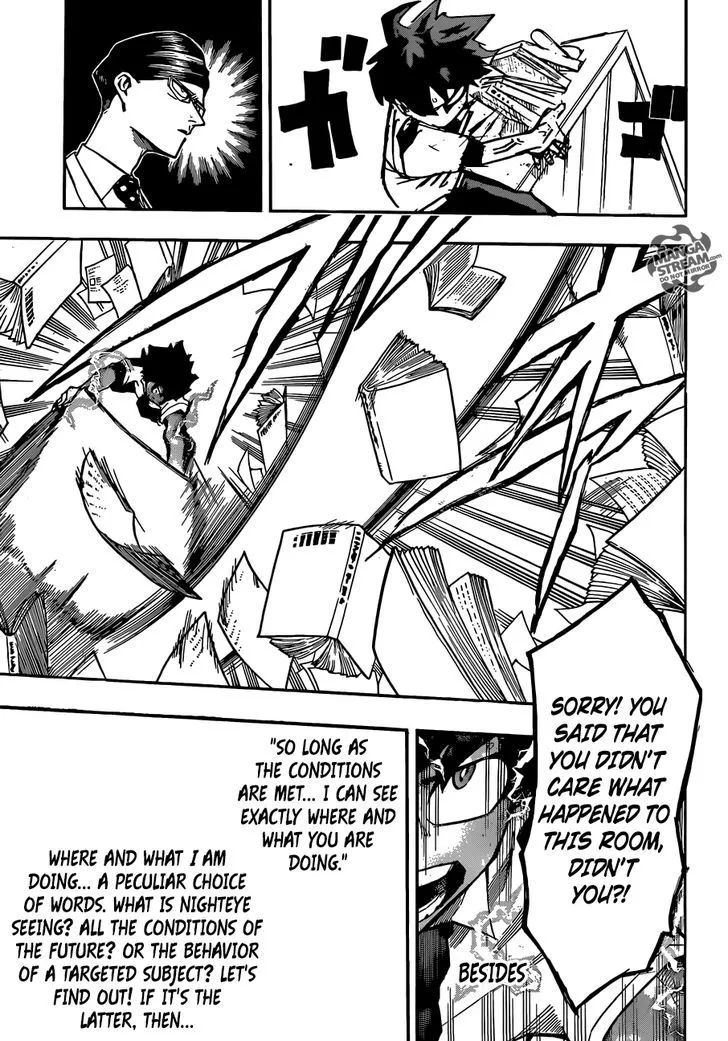 ガ
ガ
MANGA
STREAM.com
DO NOT MIRROR
SORRY! YOU
SAID THAT
YOU DIDN'T
CARE WHAT
HAPPENED TO
THIS ROOM,
DIDN'T
YOU?!
BESIDES
"SO LONG AS
THE CONDITIONS
ARE MET... I CAN SEE
EXACTLY WHERE AND
WHAT YOU ARE
DOING."
WHERE AND WHAT I AM
DOING... A PECULIAR CHOICE
OF WORDS. WHAT IS NIGHTEYE
SEEING? ALL THE CONDITIONS OF
THE FUTURE? OR THE BEHAVIOR
OF A TARGETED SUBJECT? LET'S
FIND OUT! IF IT'S THE
LATTER, THEN...